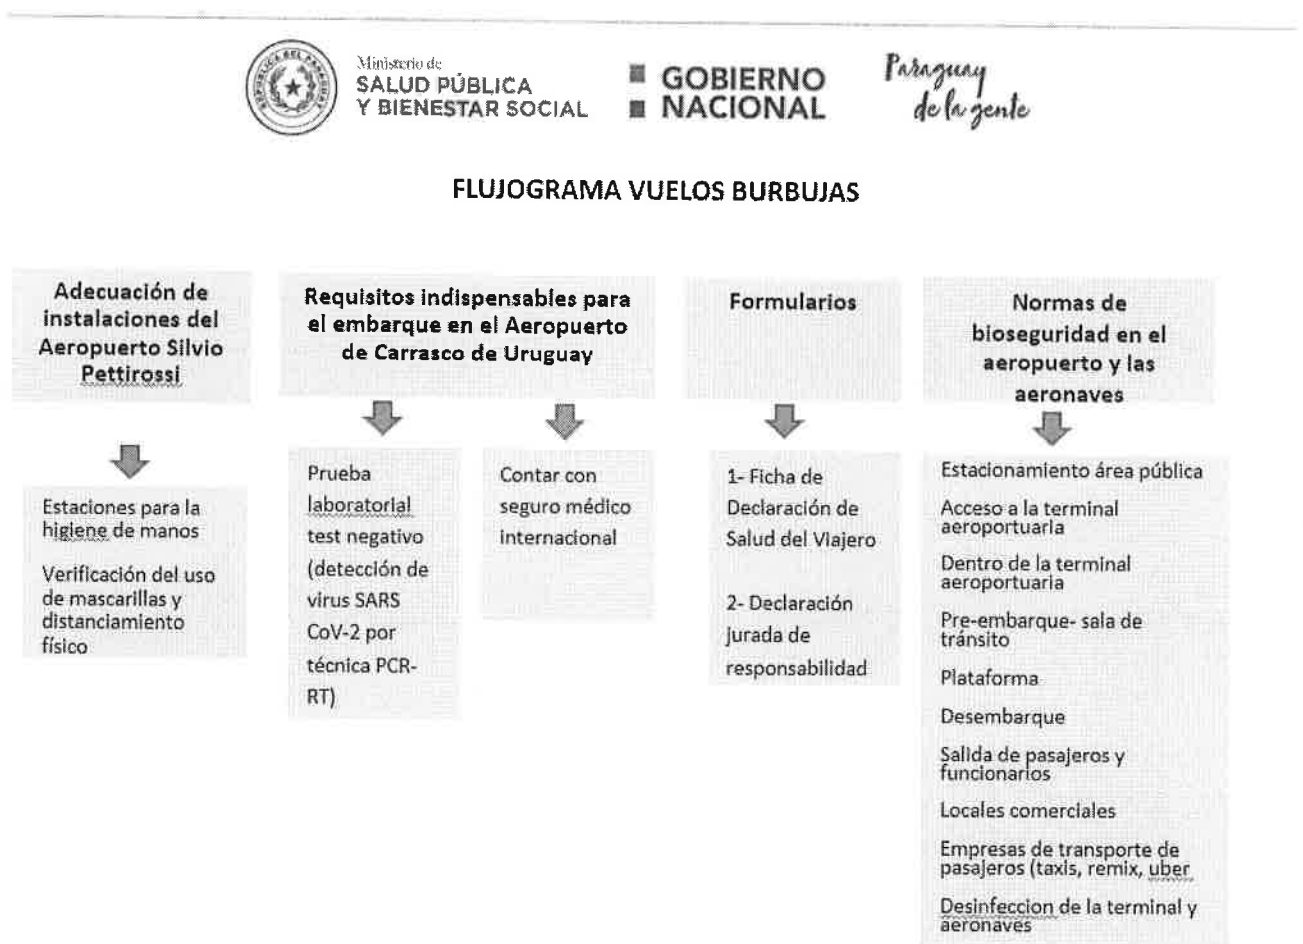 REPUBLICA DEL PARAGUAY
Ministerio de
SALUD PÚBLICA
Y BIENESTAR SOCIAL
GOBIERNO
NACIONAL
Paraguay
de la gente
FLUJOGRAMA VUELOS BURBUJAS
Adecuación de
instalaciones del
Aeropuerto Silvio
Pettirossi
Estaciones para la
higiene de manos
Verificación del uso
de mascarillas y
distanciamiento
físico
Requisitos indispensables para
el embarque en el Aeropuerto
de Carrasco de Uruguay
Prueba
laboratorial
test negativo
(detección de
virus SARS
CoV-2 por
técnica PCR-
RT)
Contar con
seguro médico
internacional
Formularios
1- Ficha de
Declaración de
Salud del Viajero
2- Declaración
jurada de
responsabilidad
Normas de
bioseguridad en el
aeropuerto y las
aeronaves
Estacionamiento área pública
Acceso a la terminal
aeroportuaria
Dentro de la terminal
aeroportuaria
Pre-embarque- sala de
tránsito
Plataforma
Desembarque
Salida de pasajeros y
funcionarios
Locales comerciales
Empresas de transporte de
pasajeros (taxis, remix, uber
Desinfeccion de la terminal y
aeronaves